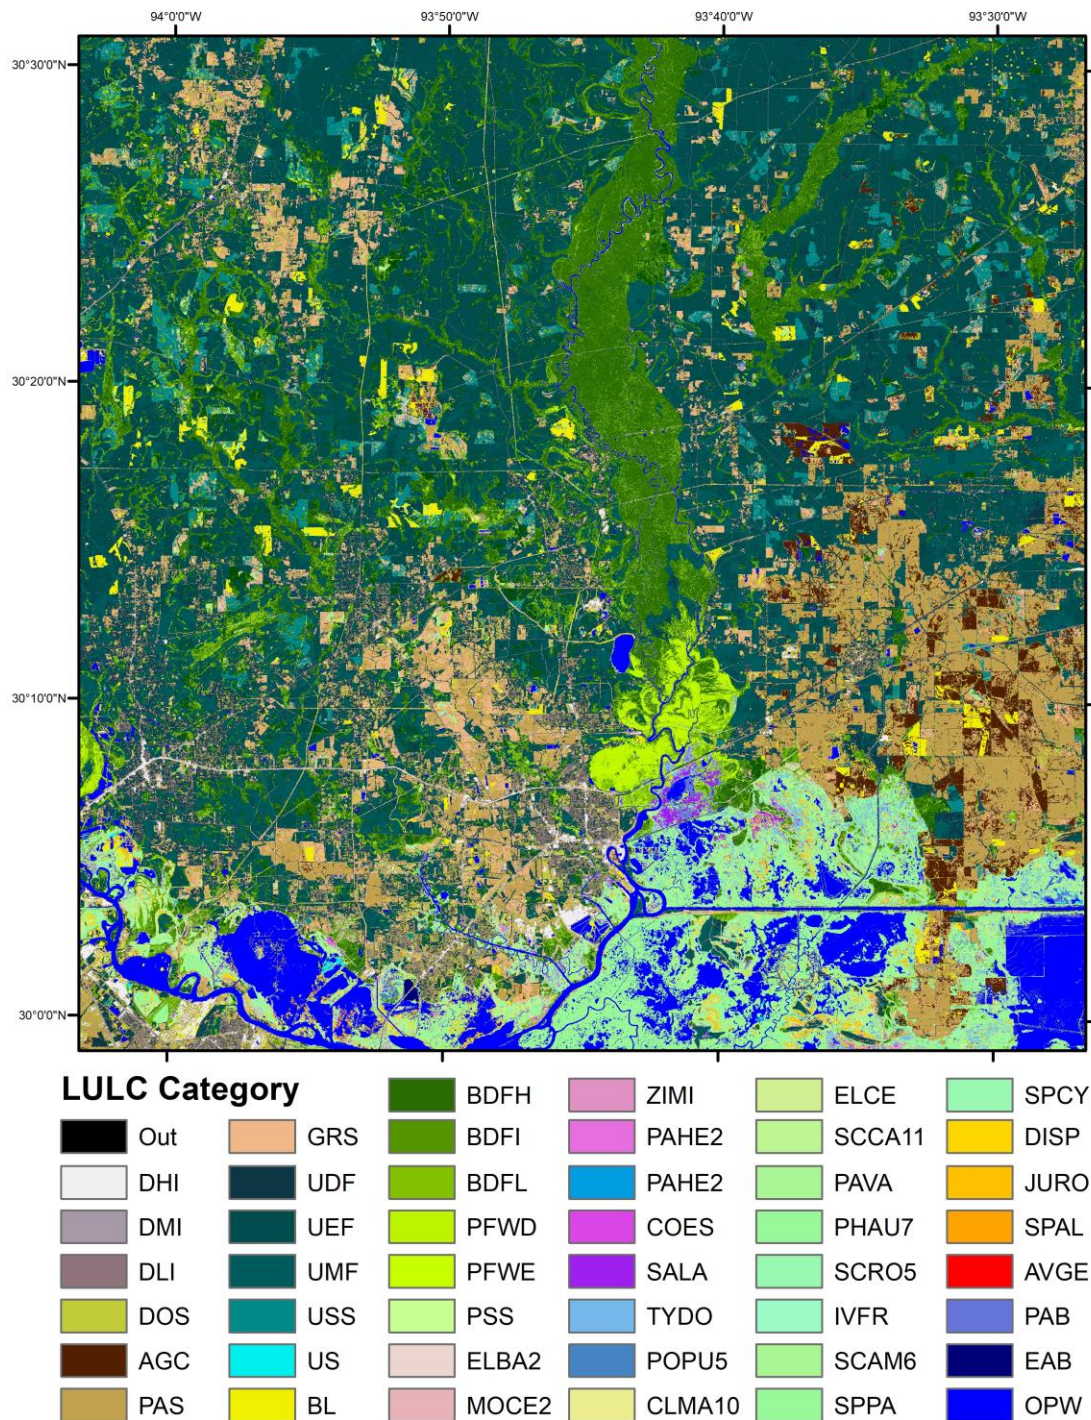 94°0'0"W 93°50'0"W 93°40'0"W 93°30'0"W
30°30'0"N
30°20'0"N
30°10'0"N
30°0'0"N
LULC Category
Out
DHI
DMI
DLI
DOS
AGC
PAS
GRS
UDF
UEF
UMF
USS
US
BL
BDFH
BDFI
BDFL
PFWD
PFWE
PSS
ELBA2
MOCE2
ZIMI
PAHE2
PAHE2
COES
SALA
TYDO
POPU5
CLMA10
ELCE
SCCA11
PAVA
PHAU7
SCRO5
IVFR
SCAM6
SPPA
SPCY
DISP
JURO
SPAL
AVGE
PAB
EAB
OPW